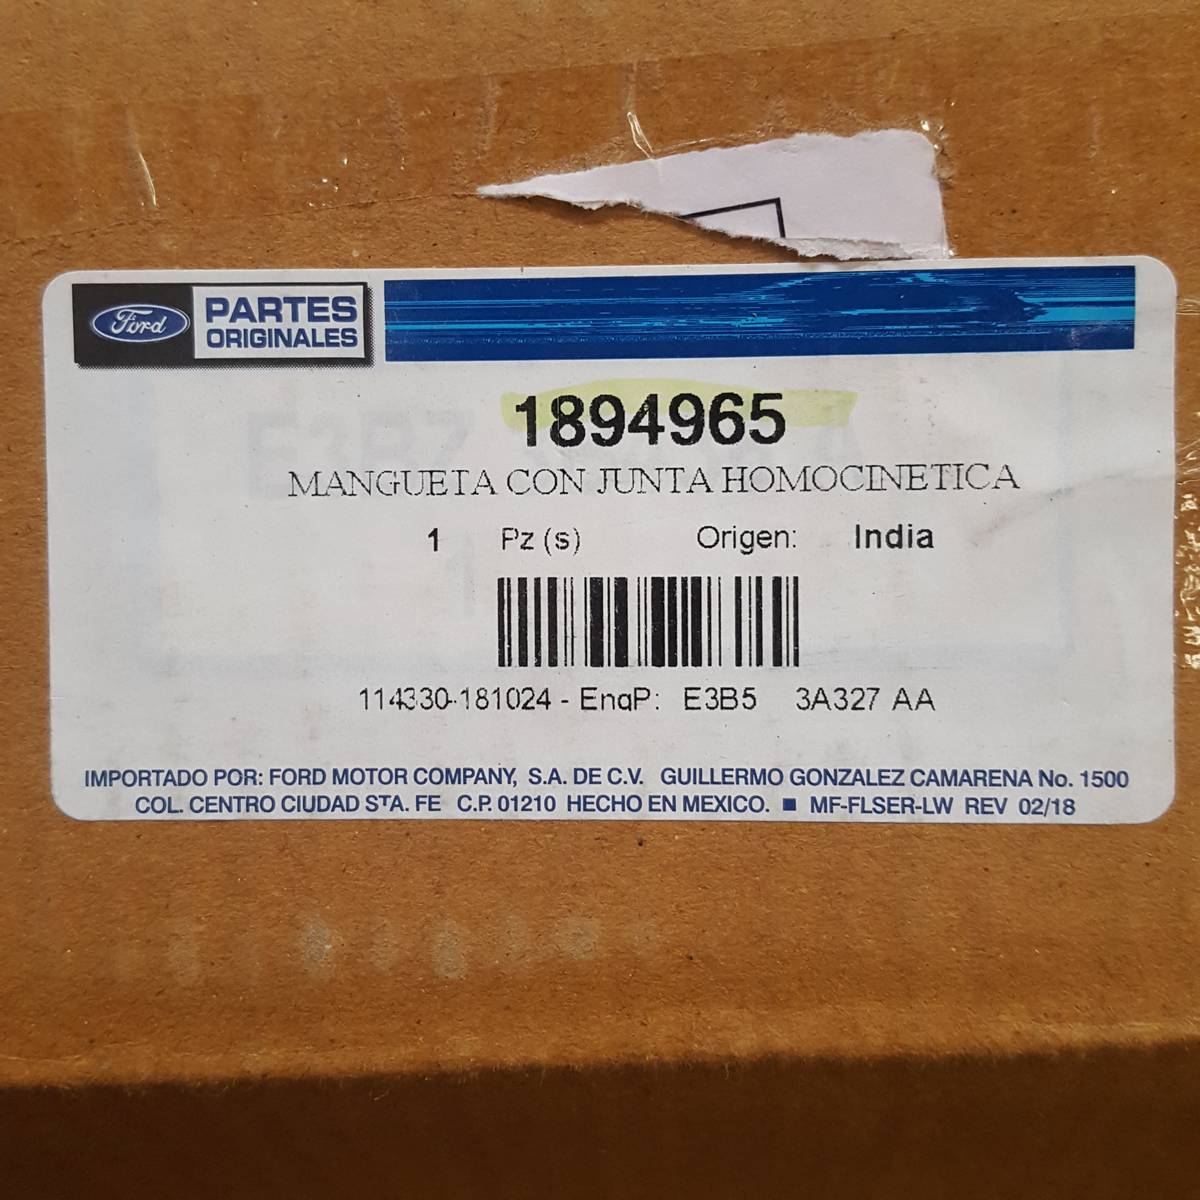 Ford PARTES
ORIGINALES
1894965
MANGUETA CON JUNTA HOMOCINETICA
1 Pz (s) Origen: India
114330-181024 - EngP: E3B5 3A327 AA
IMPORTADO POR: FORD MOTOR COMPANY, S.A. DE C.V. GUILLERMO GONZALEZ CAMARENA No. 1500
COL. CENTRO CIUDAD STA. FE C.P. 01210 HECHO EN MEXICO. ■ MF-FLSER-LW REV 02/18